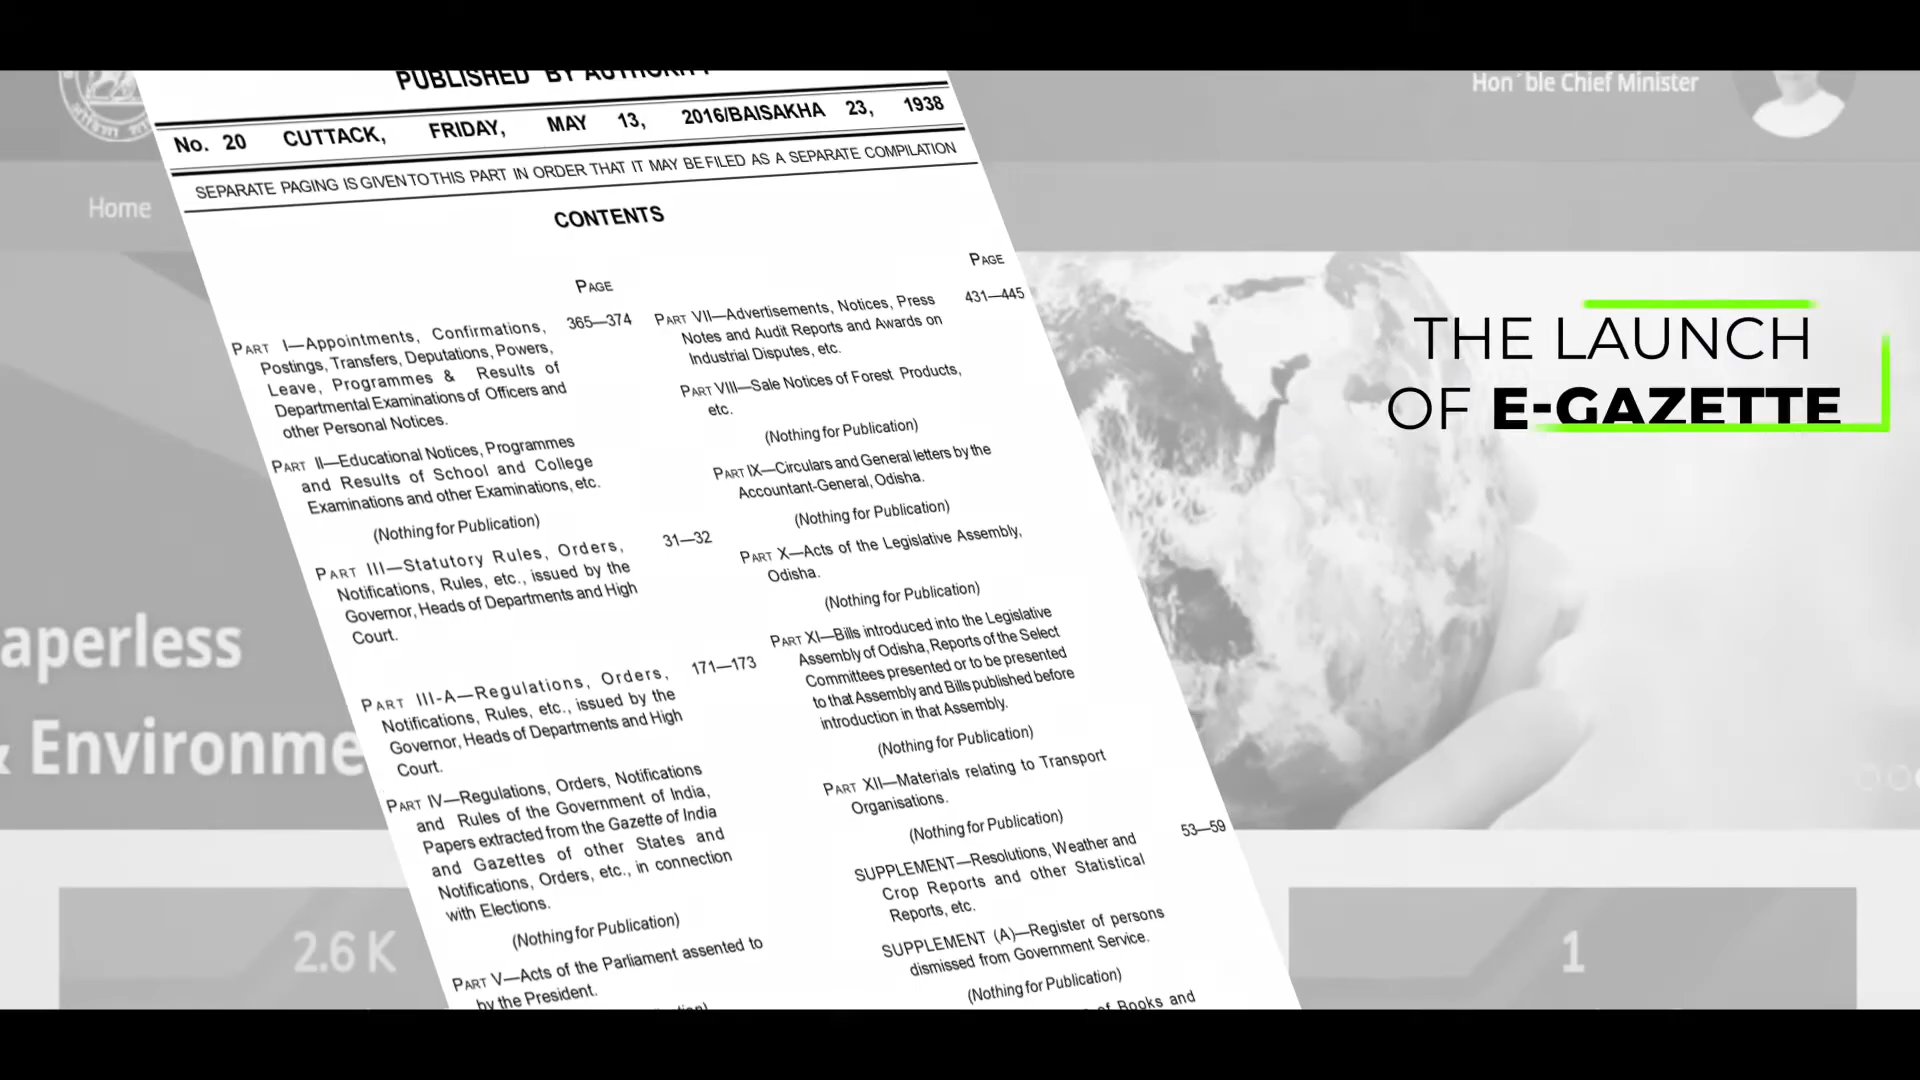 PUBLISHED BY AUTHORITY
No. 20 CUTTACK, FRIDAY, MAY 13, 2016/BAISAKHA 23, 1938
SEPARATE PAGING IS GIVEN TO THIS PART IN ORDER THAT IT MAY BE FILED AS A SEPARATE COMPILATION
CONTENTS
PAGE
PART I—Appointments, Confirmations, 365—374
Postings, Transfers, Deputations, Powers,
Leave, Programmes & Results of
Departmental Examinations of Officers and
other Personal Notices.
PART II—Educational Notices, Programmes
and Results of School and College
Examinations and other Examinations, etc.
(Nothing for Publication)
PART III—Statutory Rules, Orders, 31—32
Notifications, Rules, etc., issued by the
Governor, Heads of Departments and High
Court.
PART III-A—Regulations, Orders, 171—173
Notifications, Rules, etc., issued by the
Governor, Heads of Departments and High
Court.
PART IV—Regulations, Orders, Notifications
and Rules of the Government of India,
Papers extracted from the Gazette of India
and Gazettes of other States and
Notifications, Orders, etc., in connection
with Elections.
(Nothing for Publication)
PART V—Acts of the Parliament assented to
by the President.
PAGE
PART VII—Advertisements, Notices, Press 431—445
Notes and Audit Reports and Awards on
Industrial Disputes, etc.
PART VIII—Sale Notices of Forest Products,
etc.
(Nothing for Publication)
PART IX—Circulars and General letters by the
Accountant-General, Odisha.
(Nothing for Publication)
PART X—Acts of the Legislative Assembly,
Odisha.
(Nothing for Publication)
PART XI—Bills introduced into the Legislative
Assembly of Odisha, Reports of the Select
Committees presented or to be presented
to that Assembly and Bills published before
introduction in that Assembly.
(Nothing for Publication)
PART XII—Materials relating to Transport
Organisations.
(Nothing for Publication)
SUPPLEMENT—Resolutions, Weather and 53—59
Crop Reports and other Statistical
Reports, etc.
SUPPLEMENT (A)—Register of persons
dismissed from Government Service.
(Nothing for Publication)
of Books and
Hon´ble Chief Minister
Home
THE LAUNCH
OF E-GAZETTE
aperless
& Environme
2.6 K
1